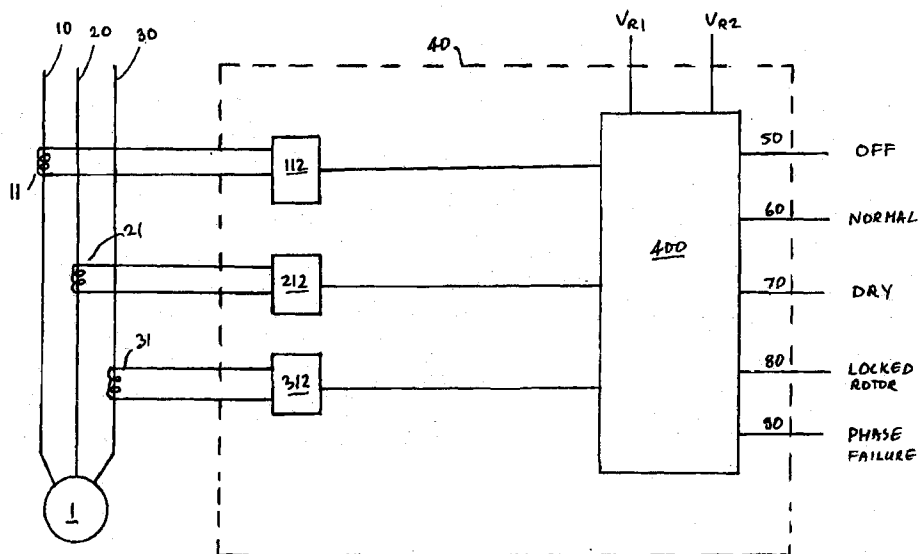 10 20 30
40
VR1 VR2
11
112
50 OFF
21
212
400
60 NORMAL
70 DRY
31
312
80 LOCKED
ROTOR
90 PHASE
FAILURE
1